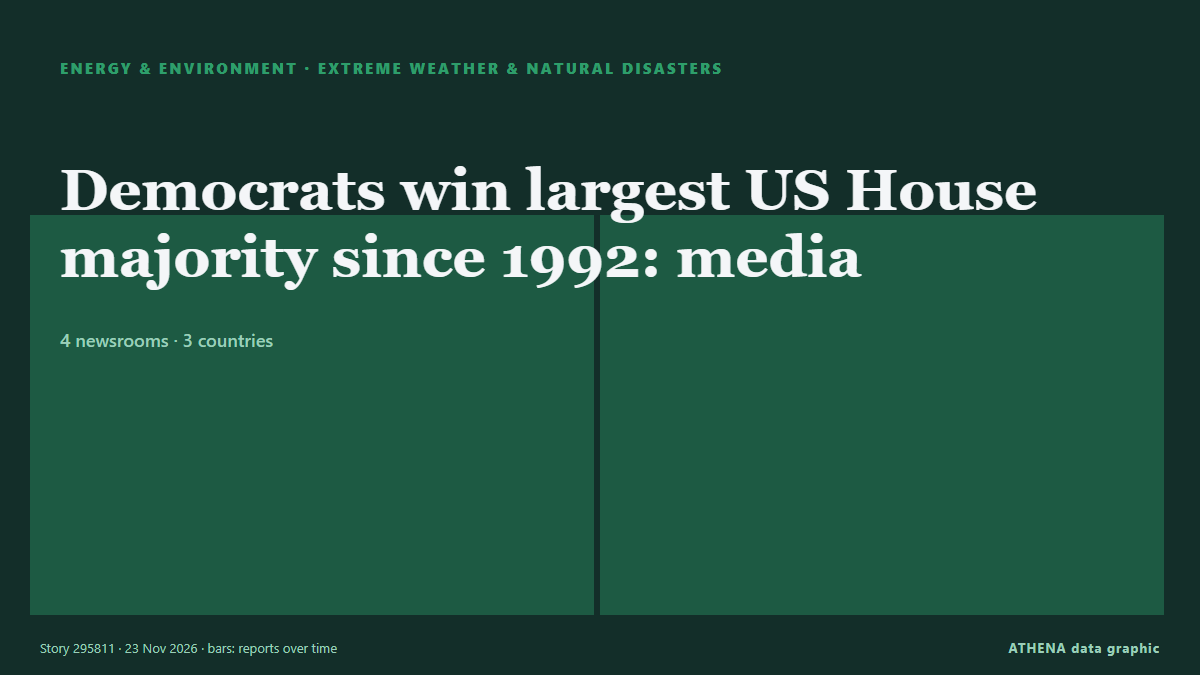 ENERGY & ENVIRONMENT · EXTREME WEATHER & NATURAL DISASTERS
Democrats win largest US House
majority since 1992: media
4 newsrooms · 3 countries
Story 295811 · 23 Nov 2026 · bars: reports over time
ATHENA data graphic